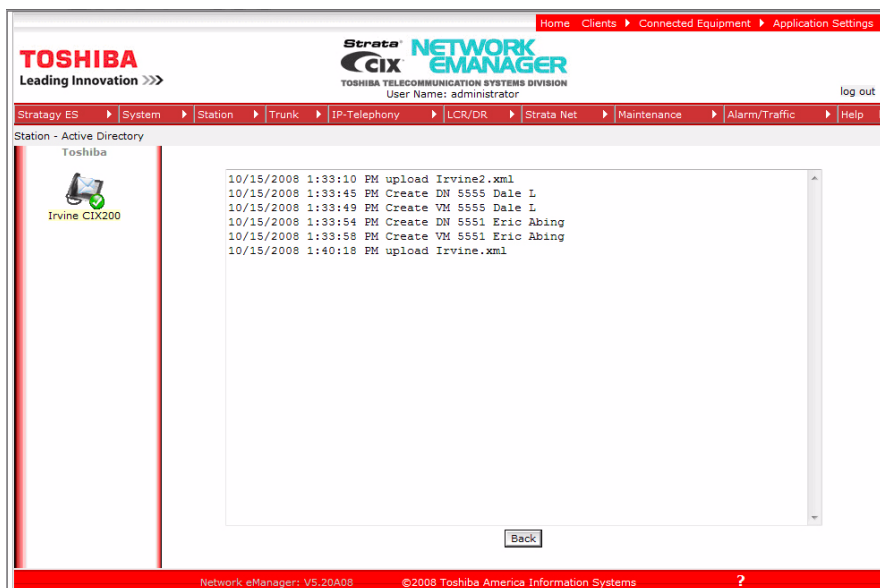 Home Clients Connected Equipment Application Settings
TOSHIBA
Leading Innovation >>>
Strata CIX NETWORK EMANAGER
TOSHIBA TELECOMMUNICATION SYSTEMS DIVISION
User Name: administrator
log out
Stratagy ES System Station Trunk IP-Telephony LCR/DR Strata Net Maintenance Alarm/Traffic Help
Station - Active Directory
Toshiba
Irvine CIX200
10/15/2008 1:33:10 PM upload Irvine2.xml
10/15/2008 1:33:45 PM Create DN 5555 Dale L
10/15/2008 1:33:49 PM Create VM 5555 Dale L
10/15/2008 1:33:54 PM Create DN 5551 Eric Abing
10/15/2008 1:33:58 PM Create VM 5551 Eric Abing
10/15/2008 1:40:18 PM upload Irvine.xml
Back
Network eManager: V5.20A08 ©2008 Toshiba America Information Systems ?